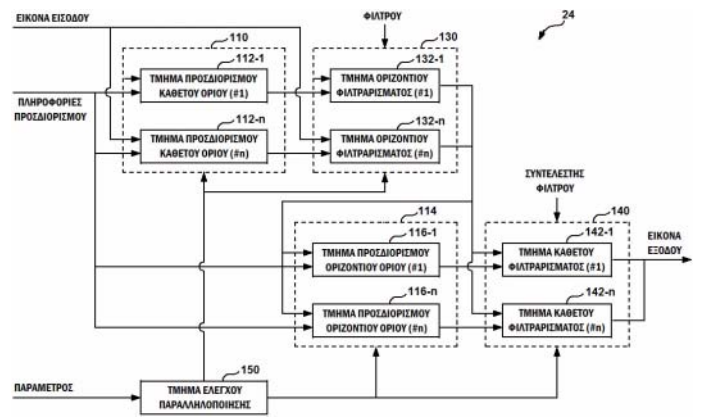 ΕΙΚΟΝΑ ΕΙΣΟΔΟΥ
ΦΙΛΤΡΟΥ
24
110
130
112-1
132-1
ΤΜΗΜΑ ΠΡΟΣΔΙΟΡΙΣΜΟΥ
ΚΑΘΕΤΟΥ ΟΡΙΟΥ (#1)
ΤΜΗΜΑ ΟΡΙΖΟΝΤΙΟΥ
ΦΙΛΤΡΑΡΙΣΜΑΤΟΣ (#1)
ΠΛΗΡΟΦΟΡΙΕΣ
ΠΡΟΣΔΙΟΡΙΣΜΟΥ
112-n
132-n
ΤΜΗΜΑ ΠΡΟΣΔΙΟΡΙΣΜΟΥ
ΚΑΘΕΤΟΥ ΟΡΙΟΥ (#n)
ΤΜΗΜΑ ΟΡΙΖΟΝΤΙΟΥ
ΦΙΛΤΡΑΡΙΣΜΑΤΟΣ (#n)
ΣΥΝΤΕΛΕΣΤΗΣ
ΦΙΛΤΡΟΥ
114
140
116-1
142-1
ΤΜΗΜΑ ΠΡΟΣΔΙΟΡΙΣΜΟΥ
ΟΡΙΖΟΝΤΙΟΥ ΟΡΙΟΥ (#1)
ΤΜΗΜΑ ΚΑΘΕΤΟΥ
ΦΙΛΤΡΑΡΙΣΜΑΤΟΣ (#1)
ΕΙΚΟΝΑ
ΕΞΟΔΟΥ
116-n
142-n
ΤΜΗΜΑ ΠΡΟΣΔΙΟΡΙΣΜΟΥ
ΟΡΙΖΟΝΤΙΟΥ ΟΡΙΟΥ (#n)
ΤΜΗΜΑ ΚΑΘΕΤΟΥ
ΦΙΛΤΡΑΡΙΣΜΑΤΟΣ (#n)
ΠΑΡΑΜΕΤΡΟΣ
150
ΤΜΗΜΑ ΕΛΕΓΧΟΥ
ΠΑΡΑΛΛΗΛΟΠΟΙΗΣΗΣ